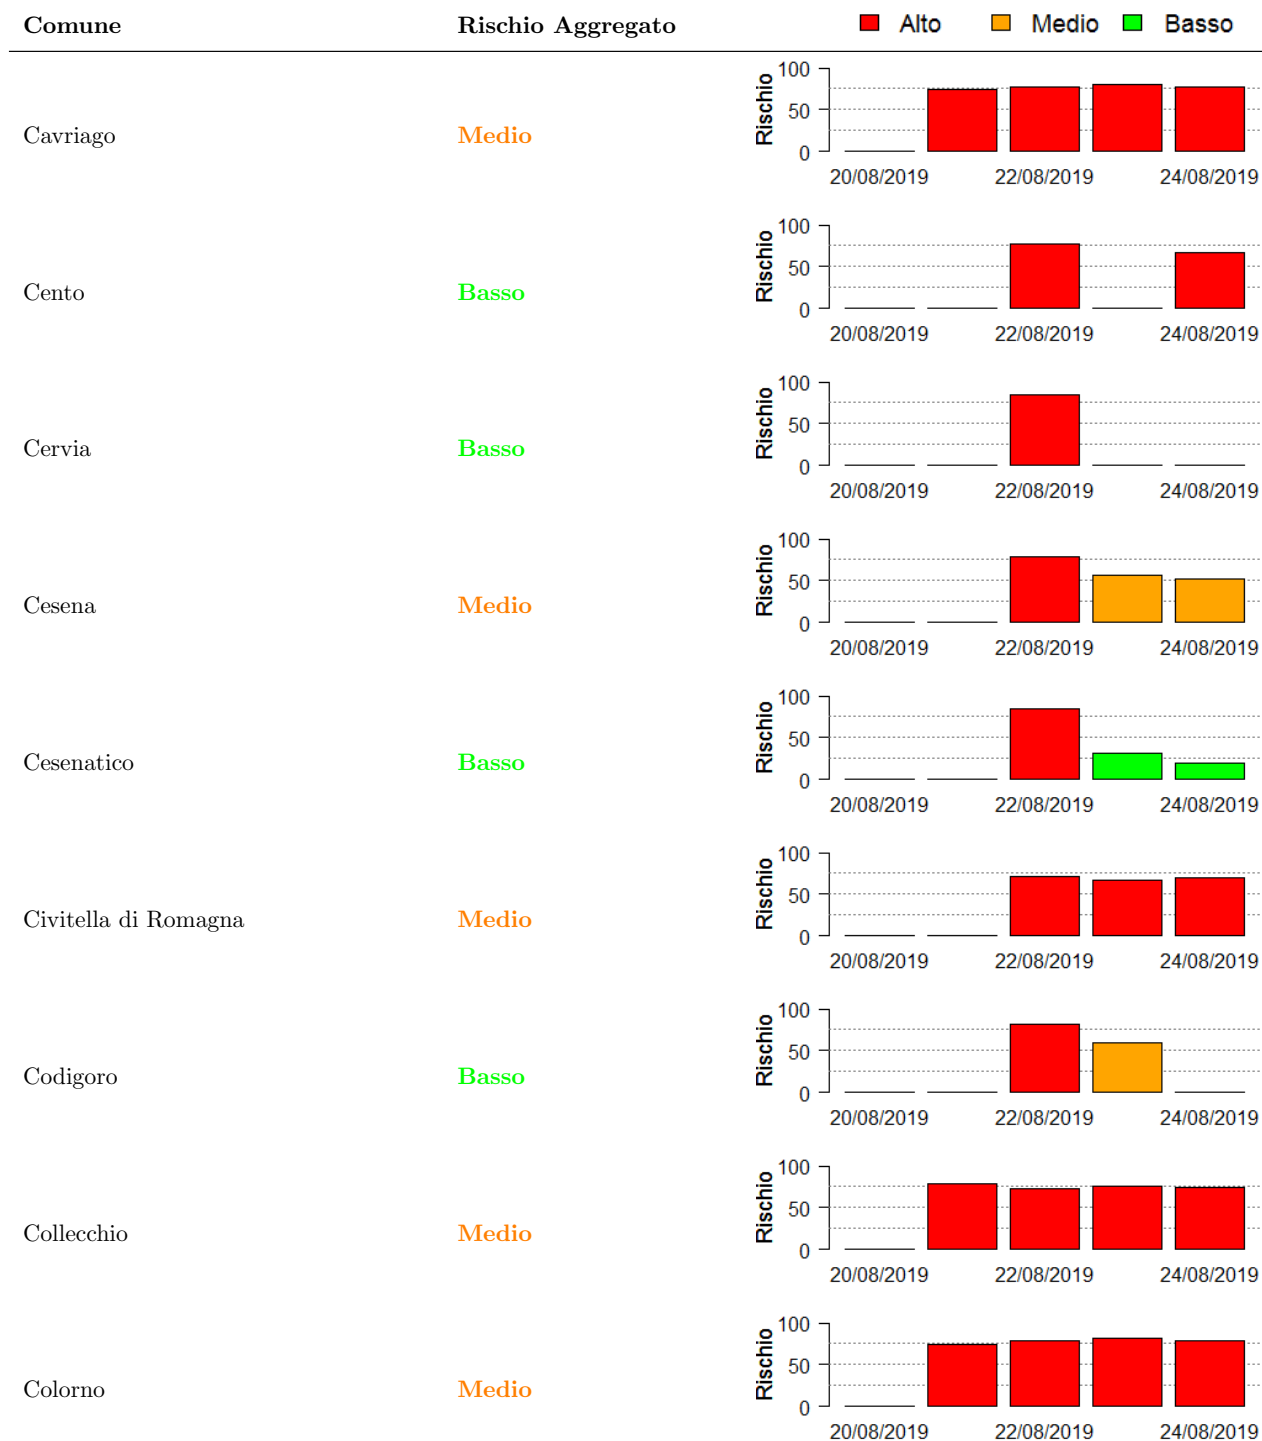 Comune Rischio Aggregato Alto Medio Basso
100
50
0
Rischio
Cavriago Medio
20/08/2019 22/08/2019 24/08/2019
100
50
0
Rischio
Cento Basso
20/08/2019 22/08/2019 24/08/2019
100
50
0
Rischio
Cervia Basso
20/08/2019 22/08/2019 24/08/2019
100
50
0
Rischio
Cesena Medio
20/08/2019 22/08/2019 24/08/2019
100
50
0
Rischio
Cesenatico Basso
20/08/2019 22/08/2019 24/08/2019
100
50
0
Rischio
Civitella di Romagna Medio
20/08/2019 22/08/2019 24/08/2019
100
50
0
Rischio
Codigoro Basso
20/08/2019 22/08/2019 24/08/2019
100
50
0
Rischio
Collecchio Medio
20/08/2019 22/08/2019 24/08/2019
100
50
0
Rischio
Colorno Medio
20/08/2019 22/08/2019 24/08/2019